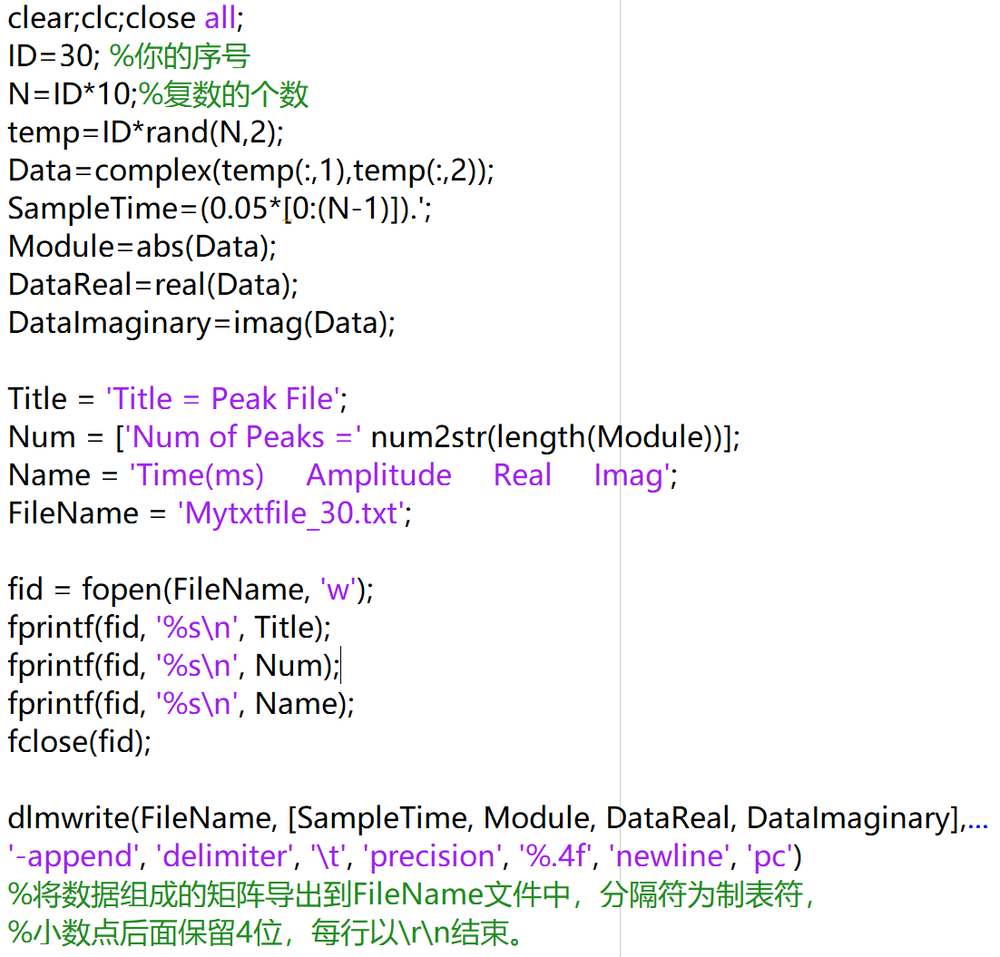 clear;clc;close all;
ID=30; %你的序号
N=ID*10;%复数的个数
temp=ID*rand(N,2);
Data=complex(temp(:,1),temp(:,2));
SampleTime=(0.05*[0:(N-1)]).';
Module=abs(Data);
DataReal=real(Data);
DataImaginary=imag(Data);
Title = 'Title = Peak File';
Num = ['Num of Peaks =' num2str(length(Module))];
Name = 'Time(ms)     Amplitude     Real     Imag';
FileName = 'Mytxtfile_30.txt';
fid = fopen(FileName, 'w');
fprintf(fid, '%s\n', Title);
fprintf(fid, '%s\n', Num);
fprintf(fid, '%s\n', Name);
fclose(fid);
dlmwrite(FileName, [SampleTime, Module, DataReal, DataImaginary],...
'-append', 'delimiter', '\t', 'precision', '%.4f', 'newline', 'pc')
%将数据组成的矩阵导出到FileName文件中，分隔符为制表符，
%小数点后面保留4位，每行以\r\n结束。